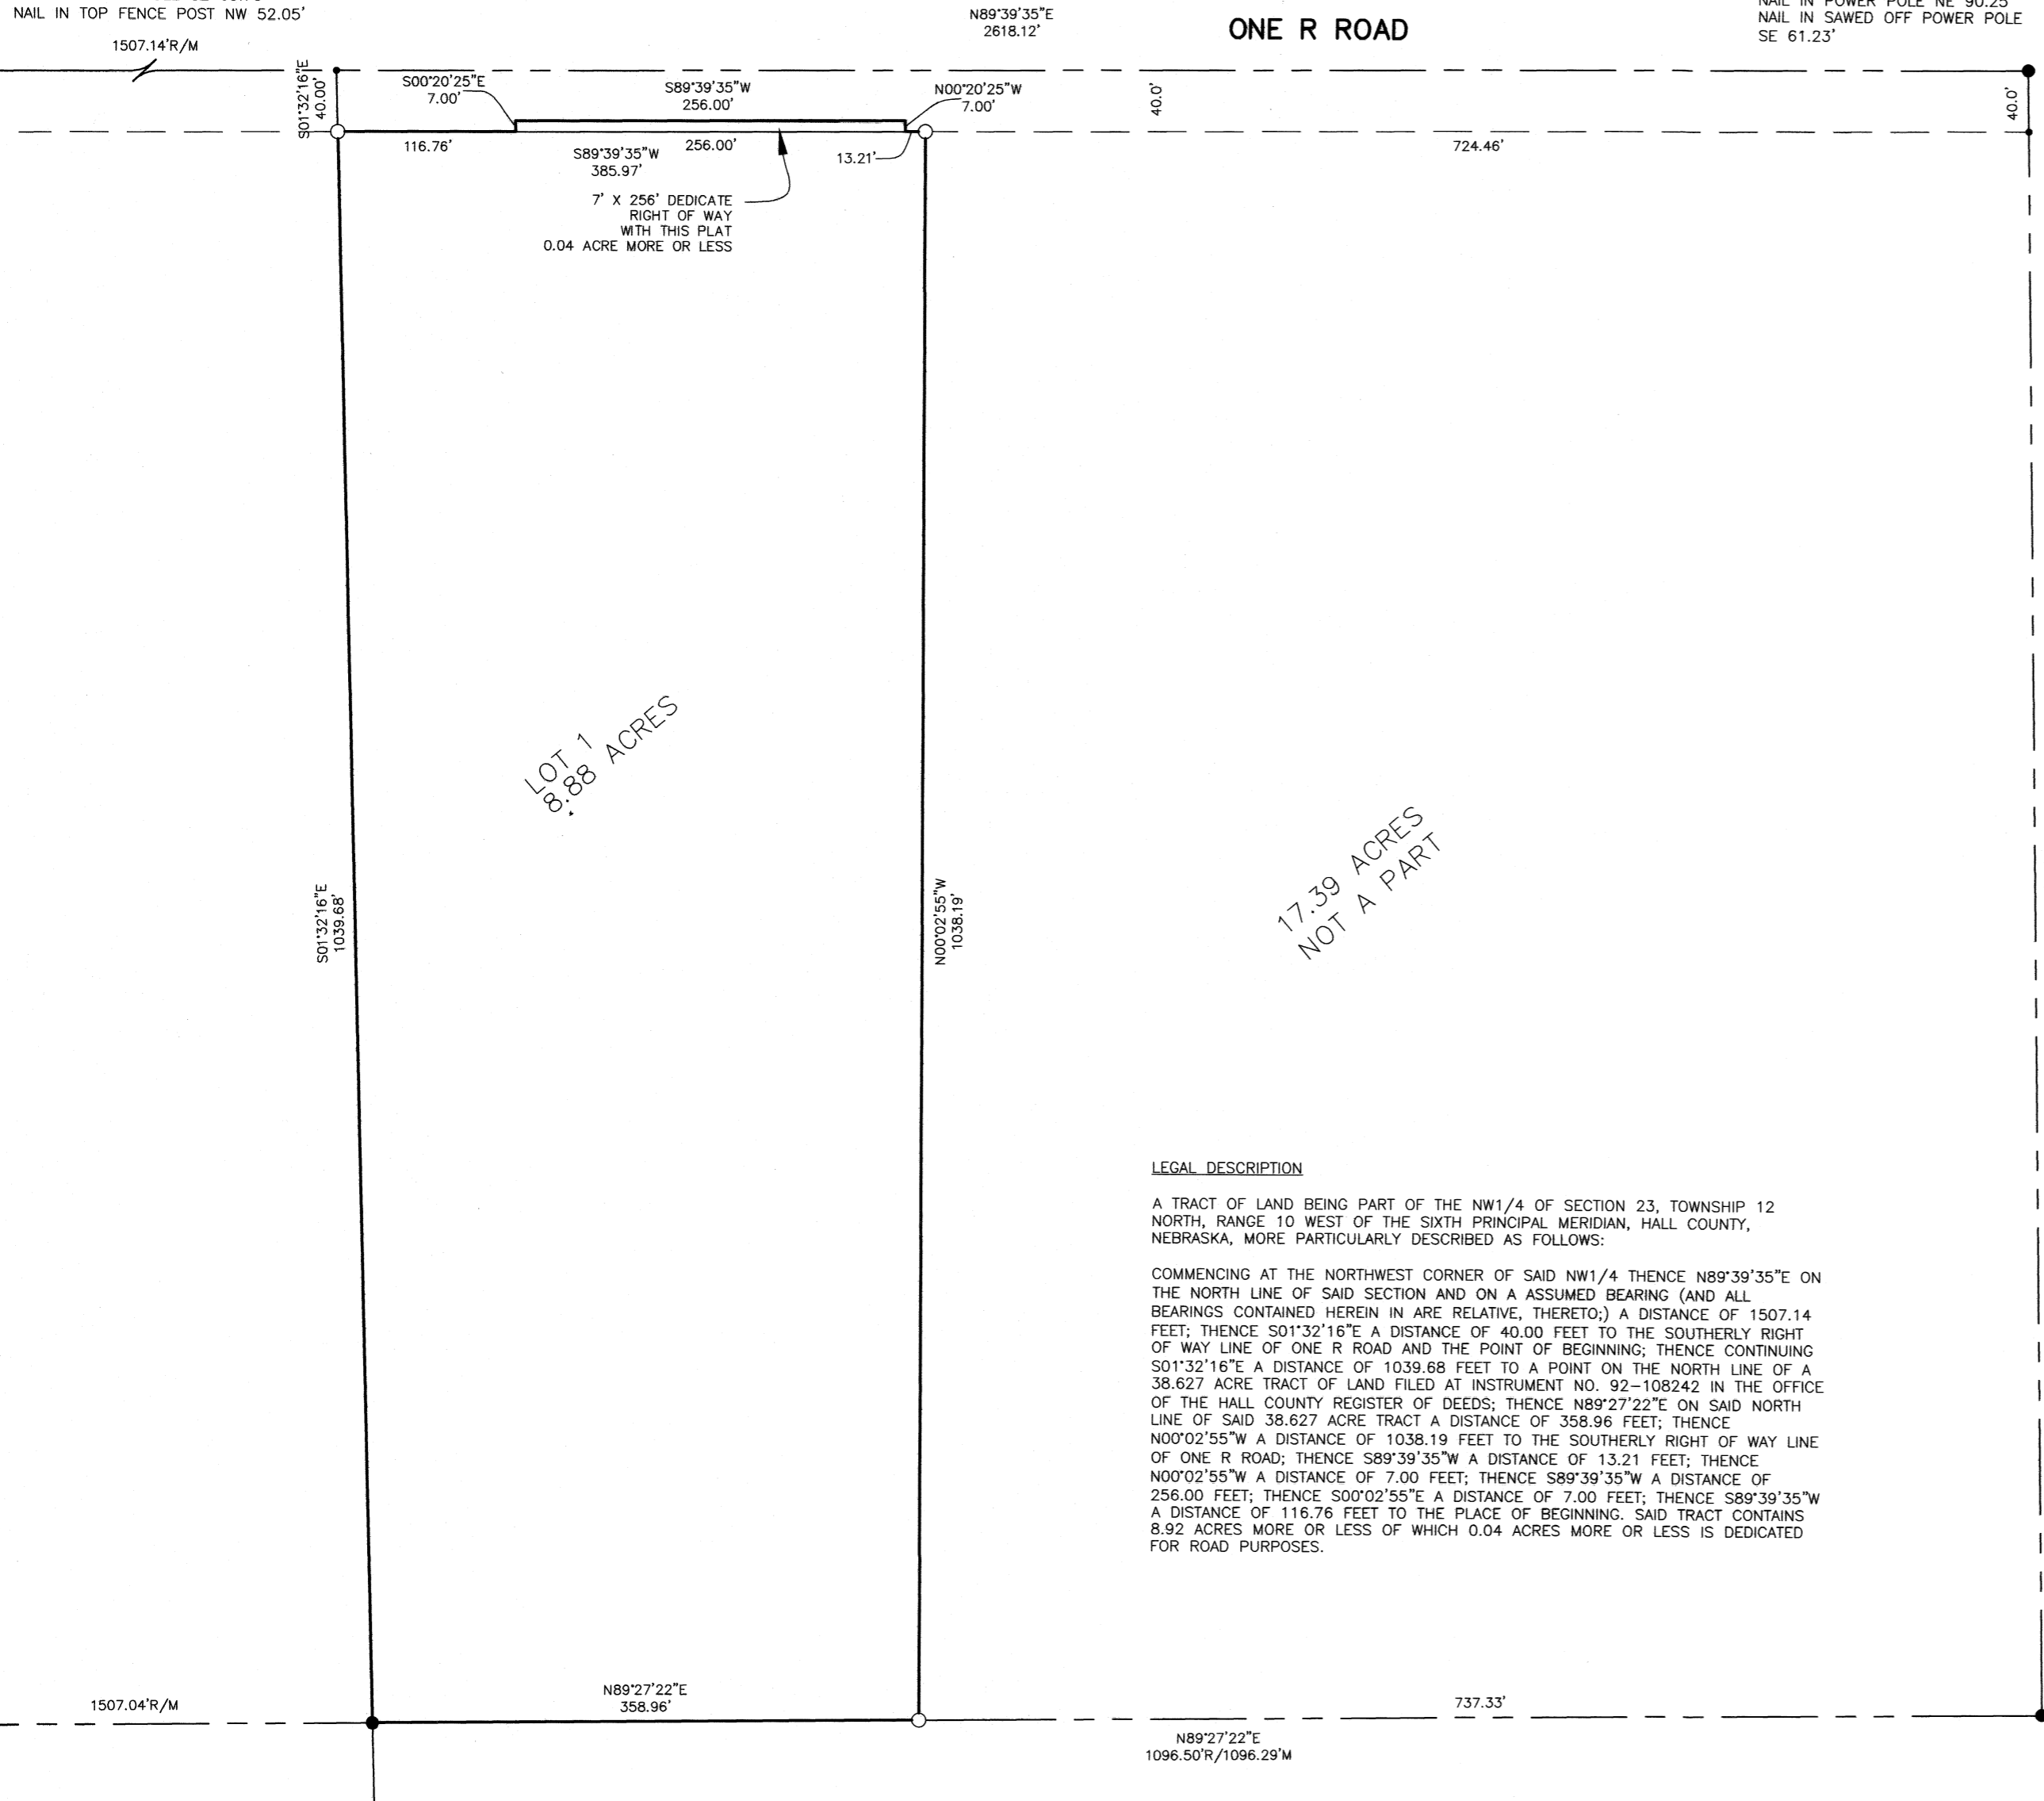 NAIL IN TOP FENCE POST NW 52.05'
N89°39'35"E
2618.12'
ONE R ROAD
NAIL IN POWER POLE NE 90.25'
NAIL IN SAWED OFF POWER POLE
SE 61.23'
1507.14'R/M
S01°32'16"E
40.00'
S00°20'25"E
7.00'
S89°39'35"W
256.00'
N00°20'25"W
7.00'
40.0'
40.0'
116.76'
S89°39'35"W
385.97'
256.00'
13.21'
724.46'
7' X 256' DEDICATE
RIGHT OF WAY
WITH THIS PLAT
0.04 ACRE MORE OR LESS
LOT 1
8.88 ACRES
17.39 ACRES
NOT A PART
S01°32'16"E
1039.68'
N00°02'55"W
1038.19'
LEGAL DESCRIPTION
A TRACT OF LAND BEING PART OF THE NW1/4 OF SECTION 23, TOWNSHIP 12
NORTH, RANGE 10 WEST OF THE SIXTH PRINCIPAL MERIDIAN, HALL COUNTY,
NEBRASKA, MORE PARTICULARLY DESCRIBED AS FOLLOWS:
COMMENCING AT THE NORTHWEST CORNER OF SAID NW1/4 THENCE N89°39'35"E ON
THE NORTH LINE OF SAID SECTION AND ON A ASSUMED BEARING (AND ALL
BEARINGS CONTAINED HEREIN IN ARE RELATIVE, THERETO;) A DISTANCE OF 1507.14
FEET; THENCE S01°32'16"E A DISTANCE OF 40.00 FEET TO THE SOUTHERLY RIGHT
OF WAY LINE OF ONE R ROAD AND THE POINT OF BEGINNING; THENCE CONTINUING
S01°32'16"E A DISTANCE OF 1039.68 FEET TO A POINT ON THE NORTH LINE OF A
38.627 ACRE TRACT OF LAND FILED AT INSTRUMENT NO. 92-108242 IN THE OFFICE
OF THE HALL COUNTY REGISTER OF DEEDS; THENCE N89°27'22"E ON SAID NORTH
LINE OF SAID 38.627 ACRE TRACT A DISTANCE OF 358.96 FEET; THENCE
N00°02'55"W A DISTANCE OF 1038.19 FEET TO THE SOUTHERLY RIGHT OF WAY LINE
OF ONE R ROAD; THENCE S89°39'35"W A DISTANCE OF 13.21 FEET; THENCE
N00°02'55"W A DISTANCE OF 7.00 FEET; THENCE S89°39'35"W A DISTANCE OF
256.00 FEET; THENCE S00°02'55"E A DISTANCE OF 7.00 FEET; THENCE S89°39'35"W
A DISTANCE OF 116.76 FEET TO THE PLACE OF BEGINNING. SAID TRACT CONTAINS
8.92 ACRES MORE OR LESS OF WHICH 0.04 ACRES MORE OR LESS IS DEDICATED
FOR ROAD PURPOSES.
1507.04'R/M
N89°27'22"E
358.96'
737.33'
N89°27'22"E
1096.50'R/1096.29'M